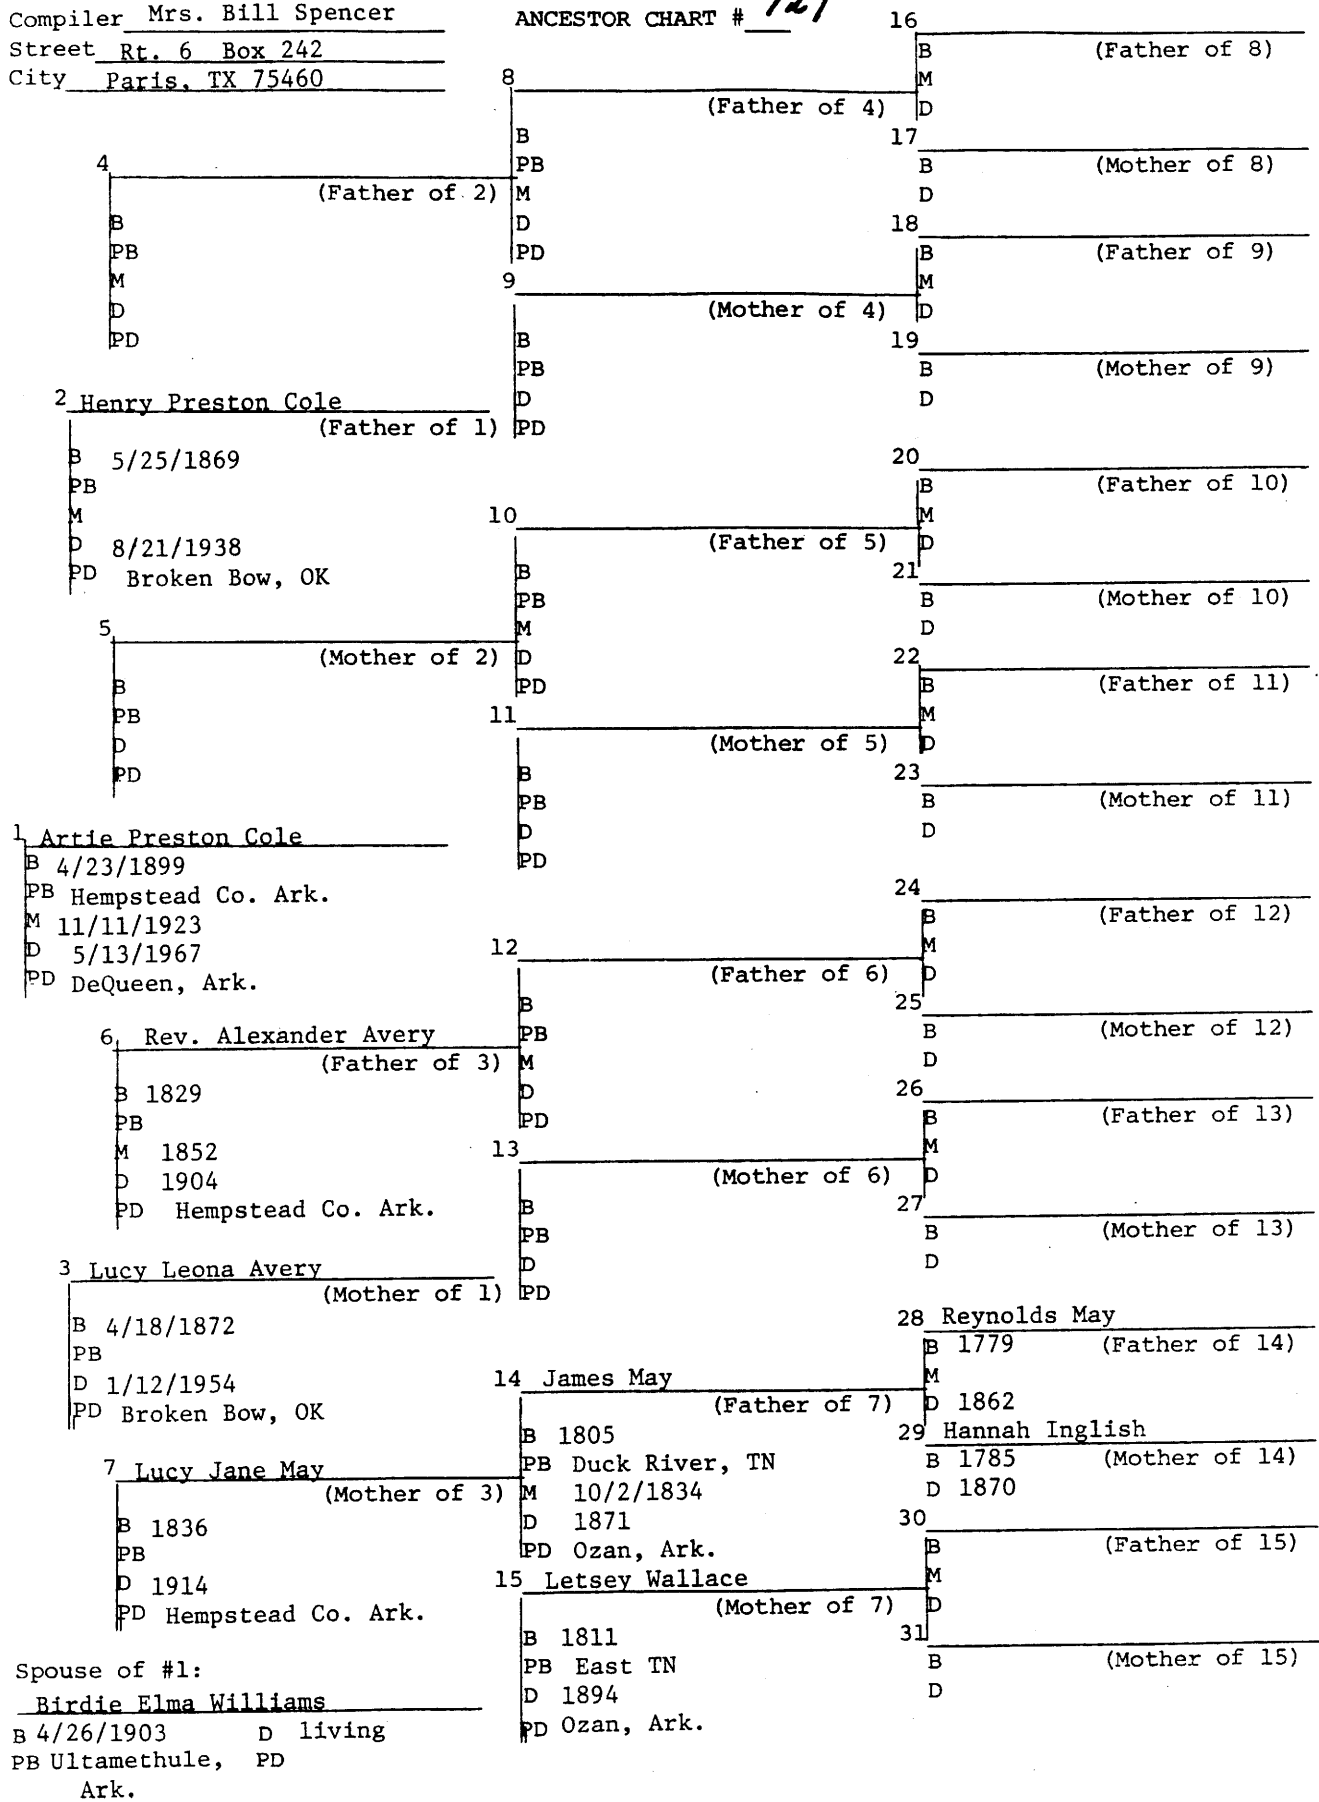 Compiler Mrs. Bill Spencer
Street Rt. 6 Box 242
City Paris, TX 75460
ANCESTOR CHART #
4
(Father of 2)
B
PB
M
D
PD
2 Henry Preston Cole
(Father of 1)
B 5/25/1869
PB
M
D 8/21/1938
PD Broken Bow, OK
5
(Mother of 2)
B
PB
D
PD
1 Artie Preston Cole
B 4/23/1899
PB Hempstead Co. Ark.
M 11/11/1923
D 5/13/1967
PD DeQueen, Ark.
6 Rev. Alexander Avery
(Father of 3)
B 1829
PB
M 1852
D 1904
PD Hempstead Co. Ark.
3 Lucy Leona Avery
(Mother of 1)
B 4/18/1872
PB
D 1/12/1954
PD Broken Bow, OK
7 Lucy Jane May
(Mother of 3)
B 1836
PB
D 1914
PD Hempstead Co. Ark.
Spouse of #1:
Birdie Elma Williams
B 4/26/1903 D living
PB Ultamethule, PD
Ark.
8
(Father of 4)
B
PB
M
D
PD
9
(Mother of 4)
B
PB
D
PD
10
(Father of 5)
B
PB
M
D
PD
11
(Mother of 5)
B
PB
D
PD
12
(Father of 6)
B
PB
M
D
PD
13
(Mother of 6)
B
PB
D
PD
14 James May
(Father of 7)
B 1805
PB Duck River, TN
M 10/2/1834
D 1871
PD Ozan, Ark.
15 Letsey Wallace
(Mother of 7)
B 1811
PB East TN
D 1894
PD Ozan, Ark.
16
B (Father of 8)
M
D
17
B (Mother of 8)
D
18
B (Father of 9)
M
D
19
B (Mother of 9)
D
20
B (Father of 10)
M
D
21
B (Mother of 10)
D
22
B (Father of 11)
M
D
23
B (Mother of 11)
D
24
B (Father of 12)
M
D
25
B (Mother of 12)
D
26
B (Father of 13)
M
D
27
B (Mother of 13)
D
28 Reynolds May
B 1779 (Father of 14)
M
D 1862
29 Hannah Inglish
B 1785 (Mother of 14)
D 1870
30
B (Father of 15)
M
D
31
B (Mother of 15)
D